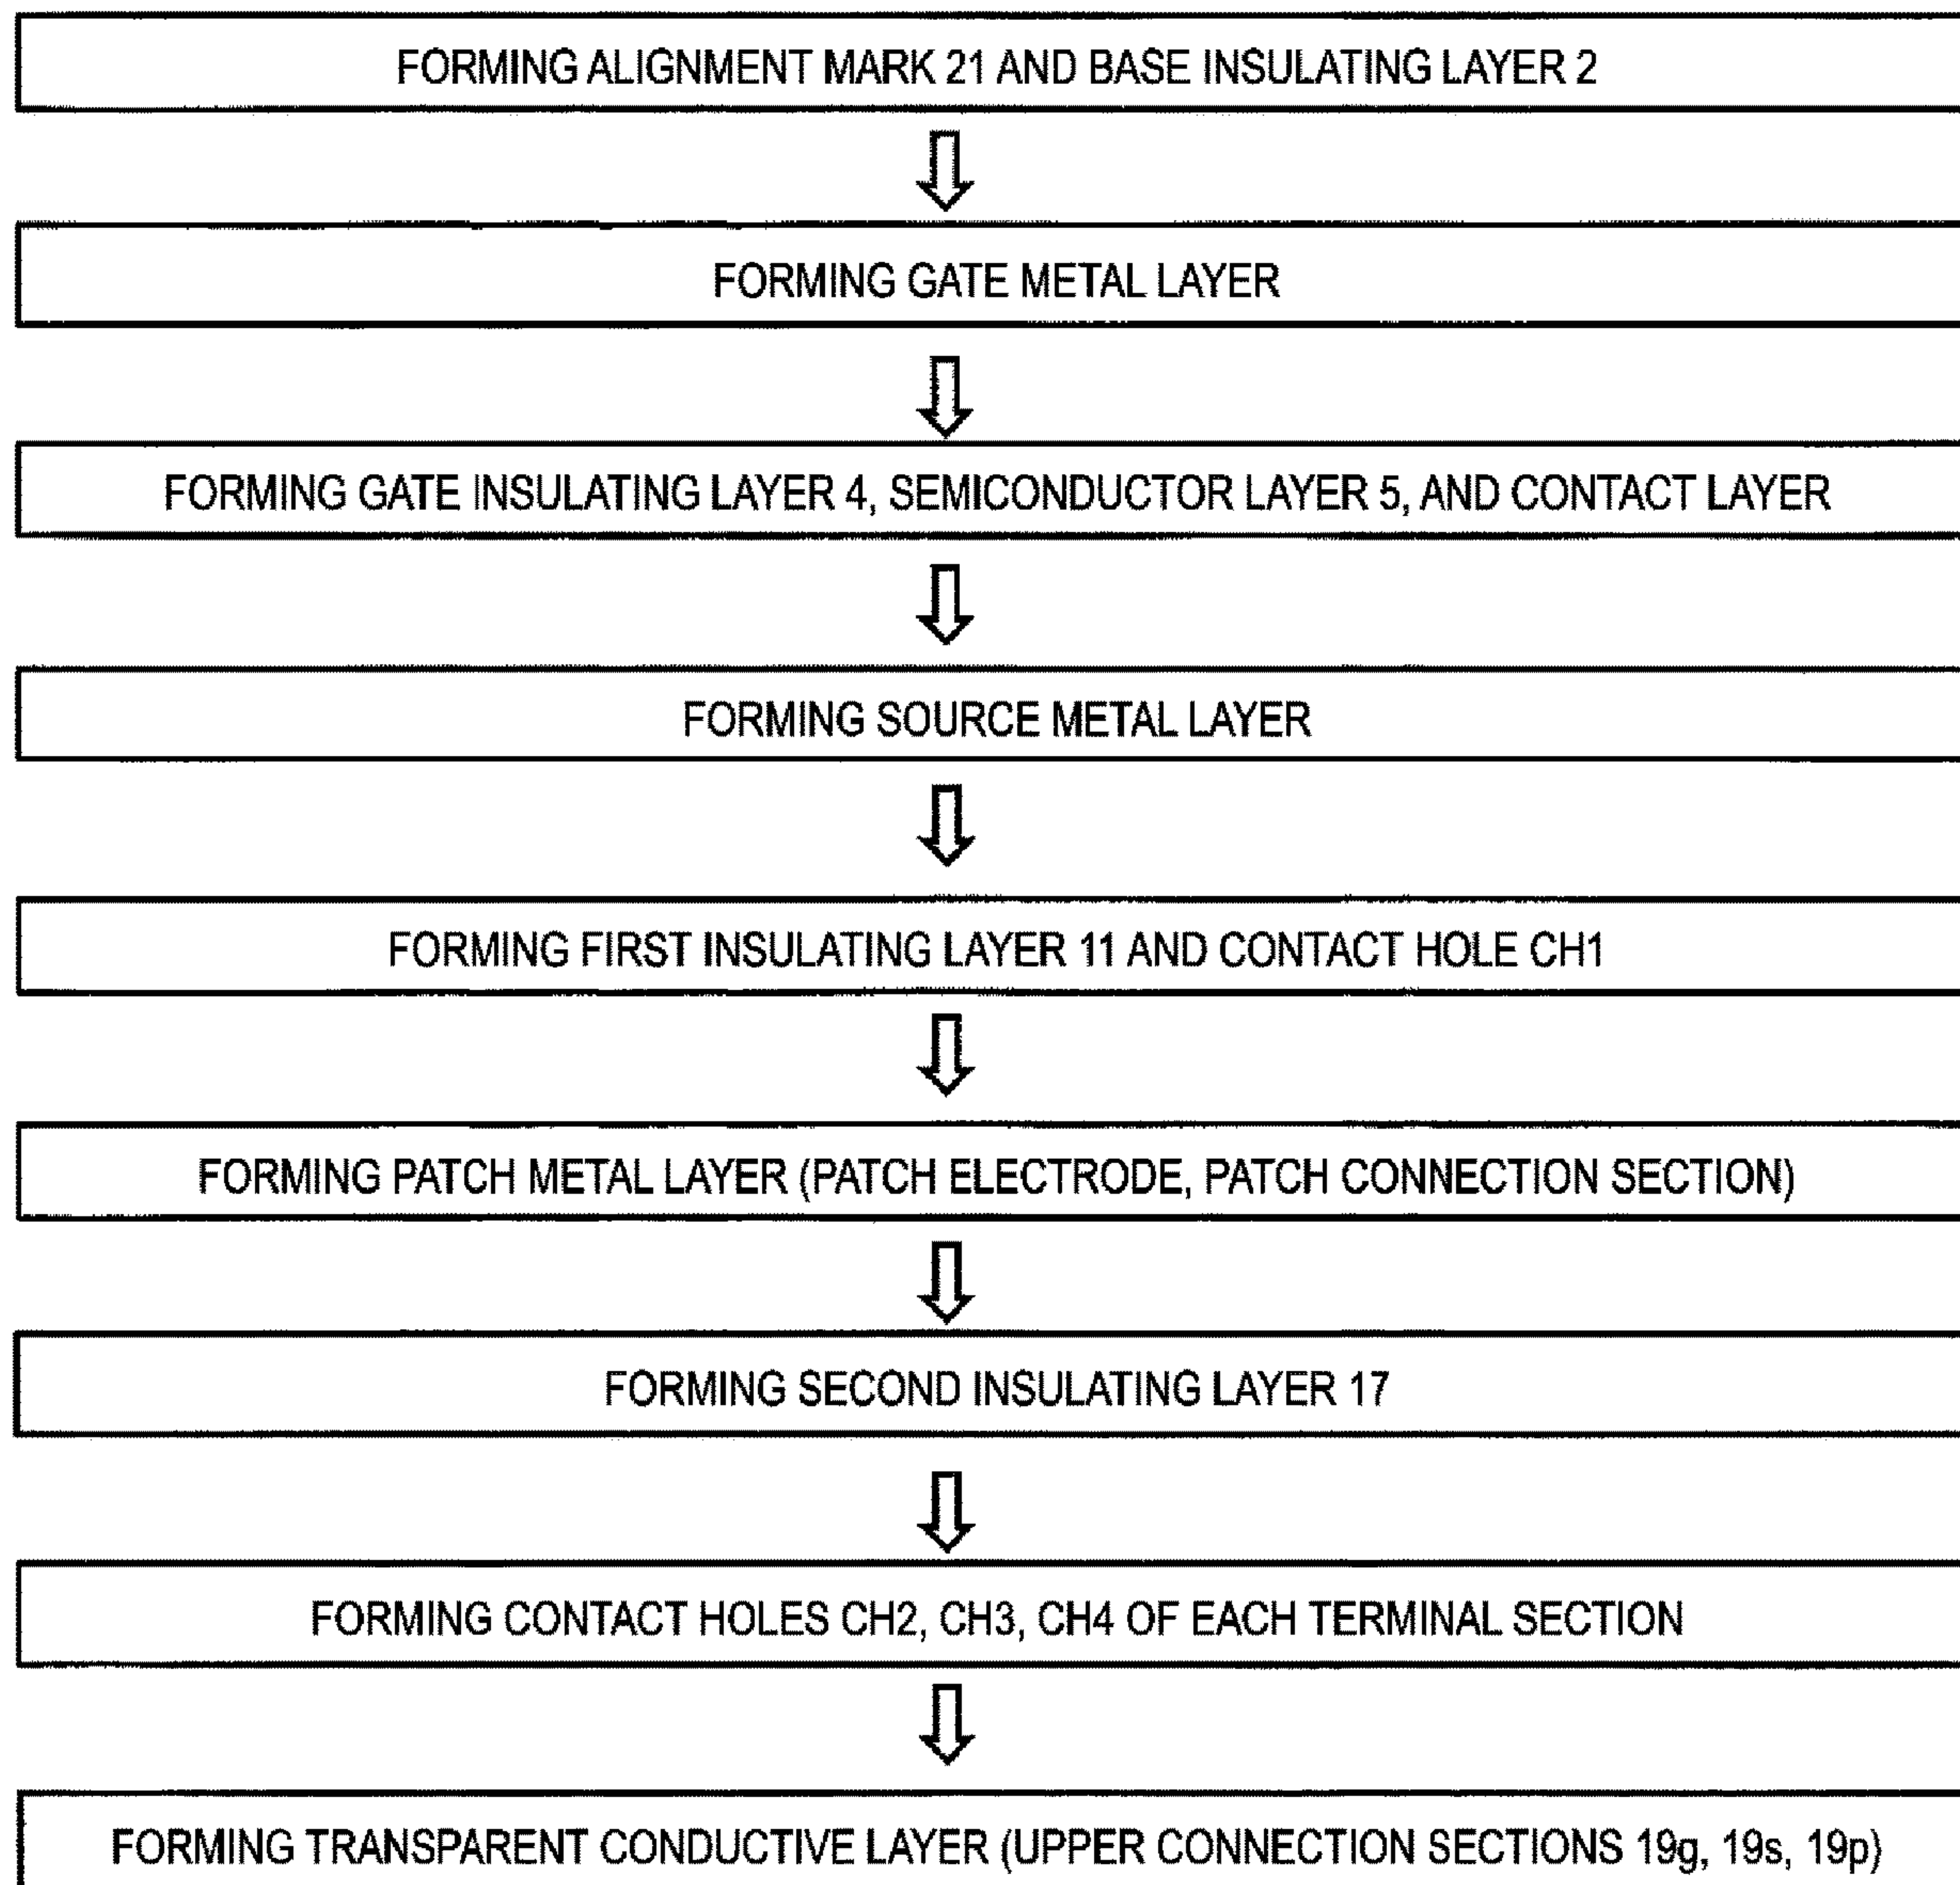 FORMING ALIGNMENT MARK 21 AND BASE INSULATING LAYER 2
FORMING GATE METAL LAYER
FORMING GATE INSULATING LAYER 4, SEMICONDUCTOR LAYER 5, AND CONTACT LAYER
FORMING SOURCE METAL LAYER
FORMING FIRST INSULATING LAYER 11 AND CONTACT HOLE CH1
FORMING PATCH METAL LAYER (PATCH ELECTRODE, PATCH CONNECTION SECTION)
FORMING SECOND INSULATING LAYER 17
FORMING CONTACT HOLES CH2, CH3, CH4 OF EACH TERMINAL SECTION
FORMING TRANSPARENT CONDUCTIVE LAYER (UPPER CONNECTION SECTIONS 19g, 19s, 19p)